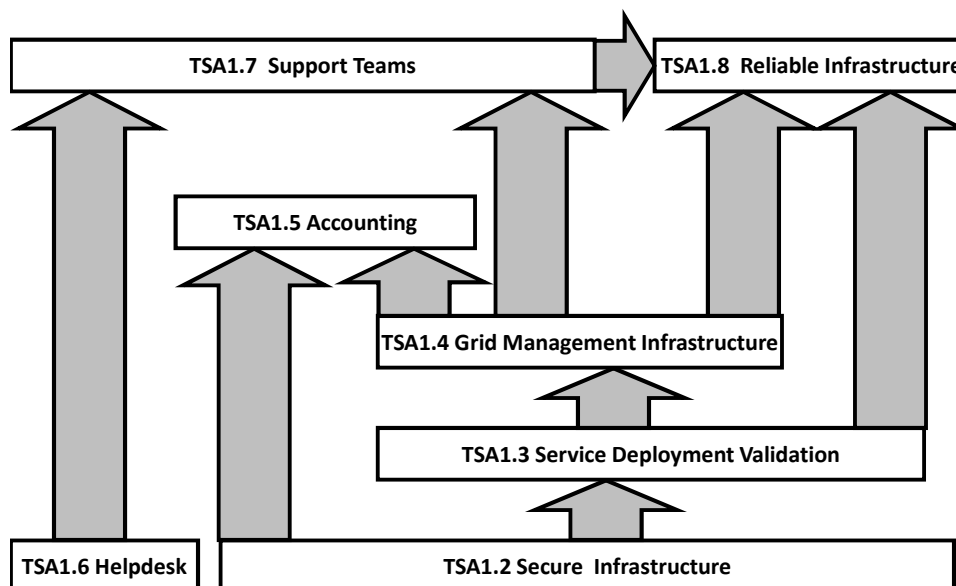 TSA1.7 Support Teams
TSA1.8 Reliable Infrastructure
TSA1.5 Accounting
TSA1.4 Grid Management Infrastructure
TSA1.3 Service Deployment Validation
TSA1.6 Helpdesk
TSA1.2 Secure Infrastructure